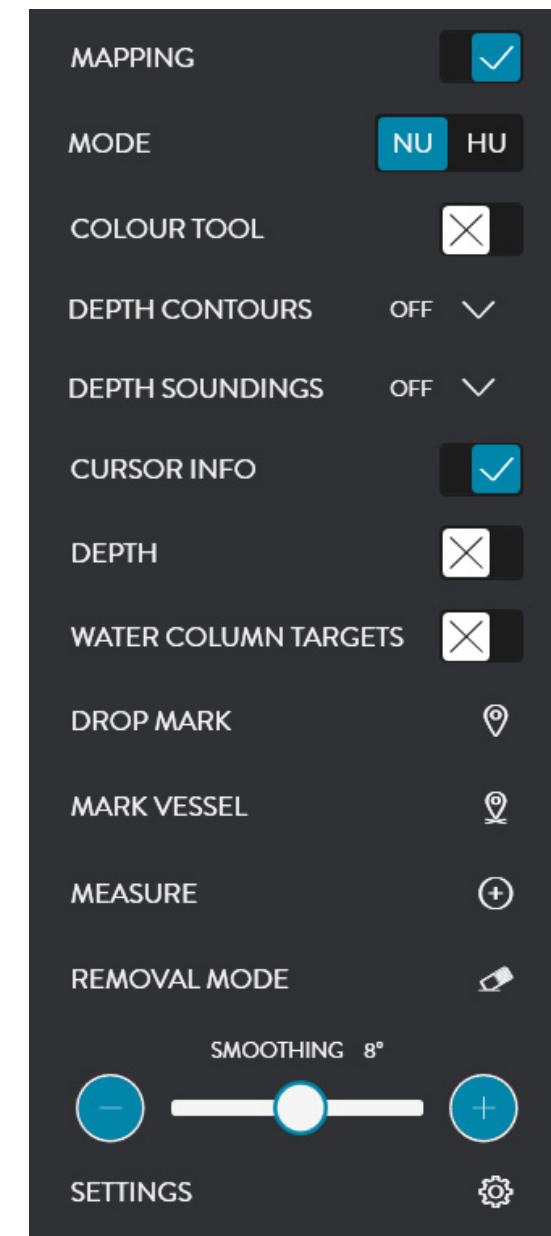 MAPPING
MODE NU HU
COLOUR TOOL
DEPTH CONTOURS OFF
DEPTH SOUNDINGS OFF
CURSOR INFO
DEPTH
WATER COLUMN TARGETS
DROP MARK
MARK VESSEL
MEASURE
REMOVAL MODE
SMOOTHING 8°
SETTINGS